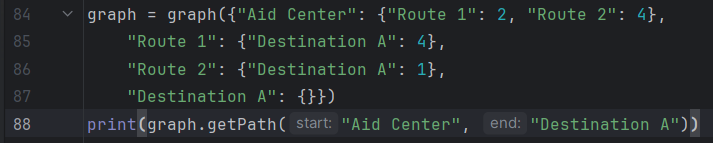 84 graph = graph({"Aid Center": {"Route 1": 2, "Route 2": 4},
85 "Route 1": {"Destination A": 4},
86 "Route 2": {"Destination A": 1},
87 "Destination A": {}})
88 print(graph.getPath( start: "Aid Center", end: "Destination A"))